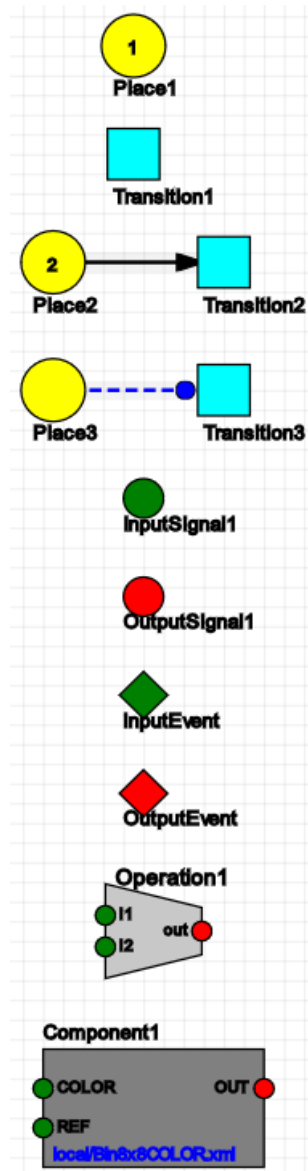 1
Place1
Transition1
2
Place2 Transition2
Place3 Transition3
InputSignal1
OutputSignal1
InputEvent
OutputEvent
Operation1
I1
out
I2
Component1
COLOR OUT
REF
local/Bin8x8COLOR.xml